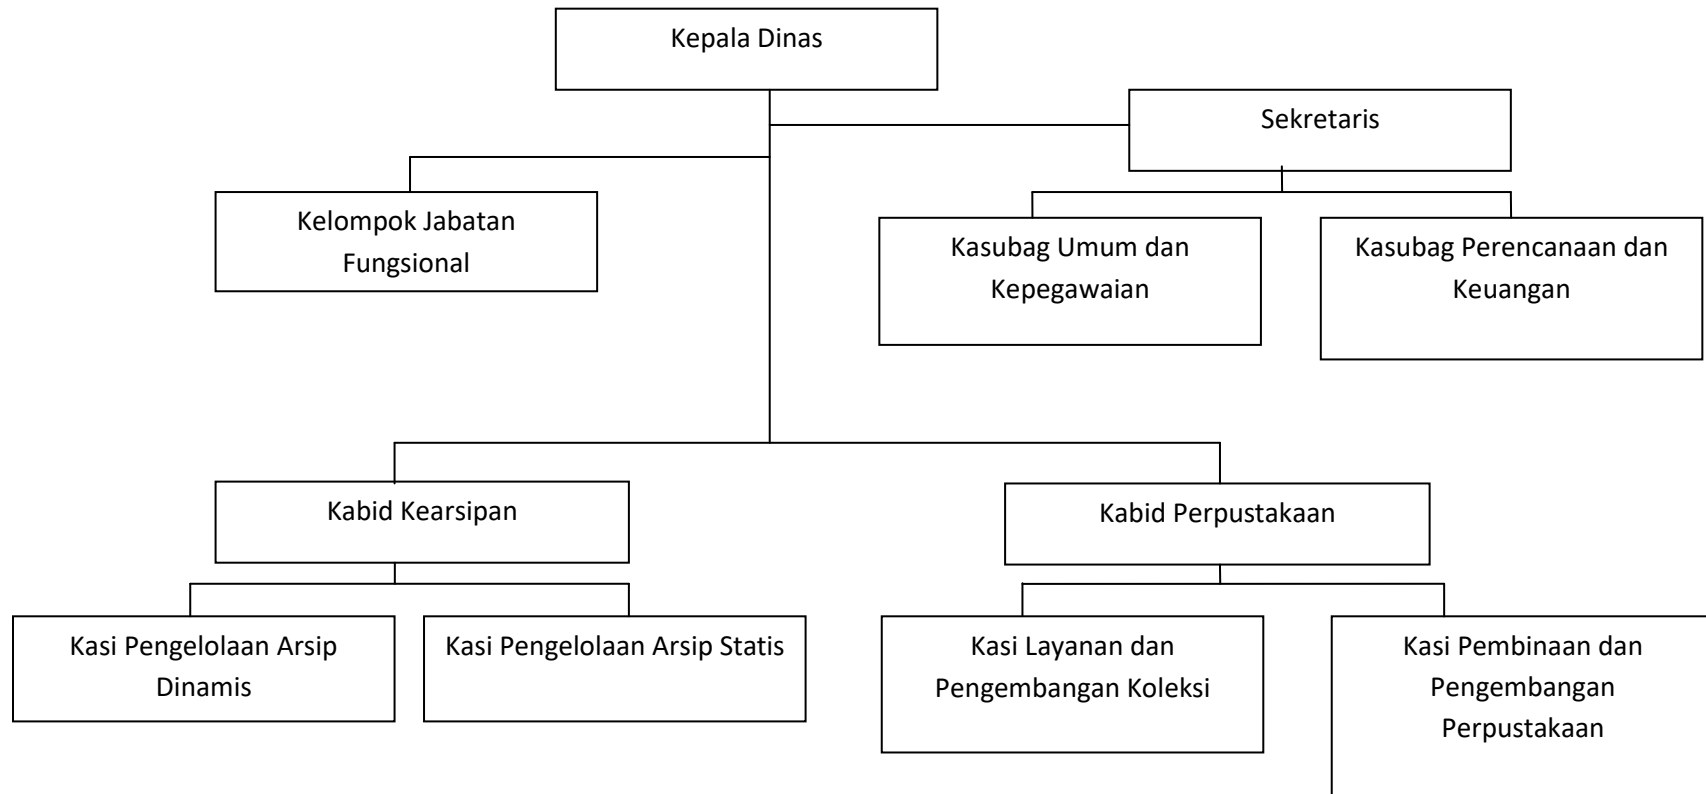 Kepala Dinas
Sekretaris
Kelompok Jabatan
Fungsional
Kasubag Umum dan
Kepegawaian
Kasubag Perencanaan dan
Keuangan
Kabid Kearsipan
Kabid Perpustakaan
Kasi Pengelolaan Arsip
Dinamis
Kasi Pengelolaan Arsip Statis
Kasi Layanan dan
Pengembangan Koleksi
Kasi Pembinaan dan
Pengembangan
Perpustakaan